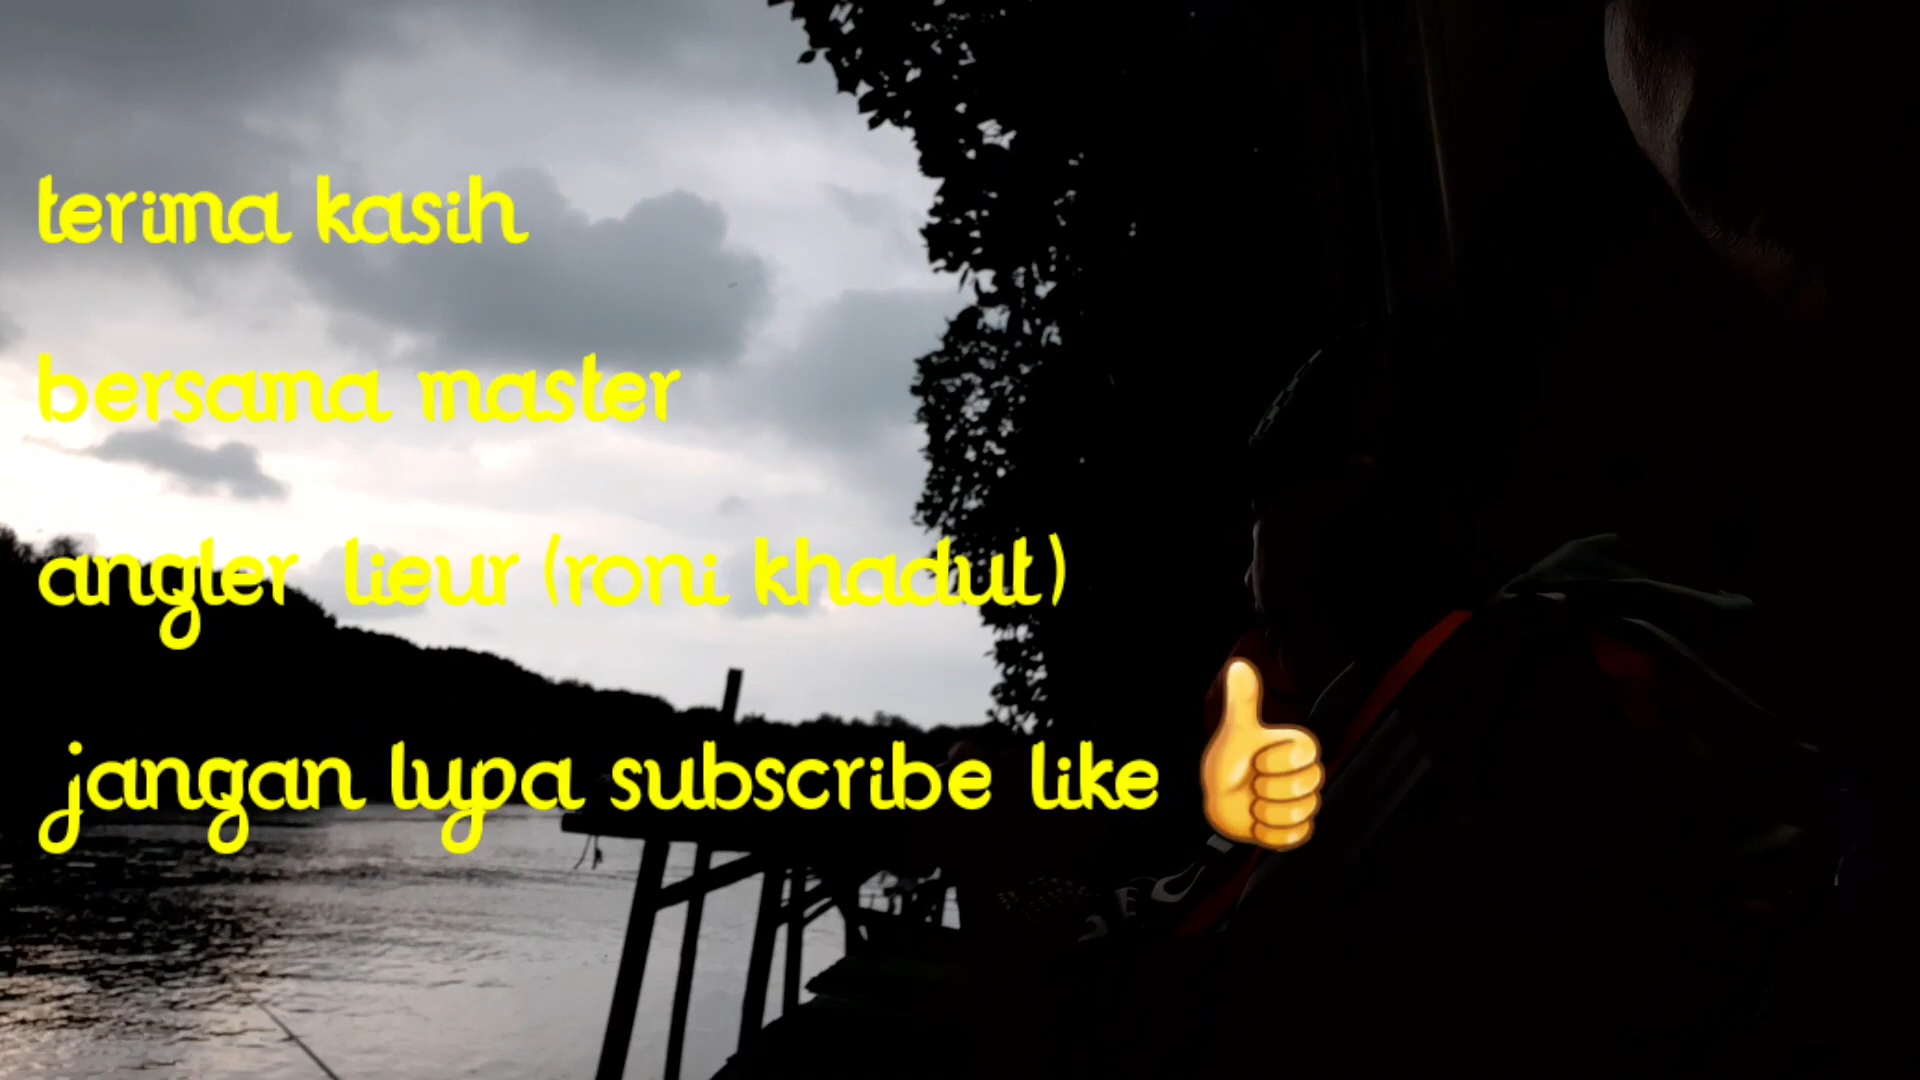 terima kasih
bersama master
angler lieur (roni khadut)
jangan lupa subscribe like 👍